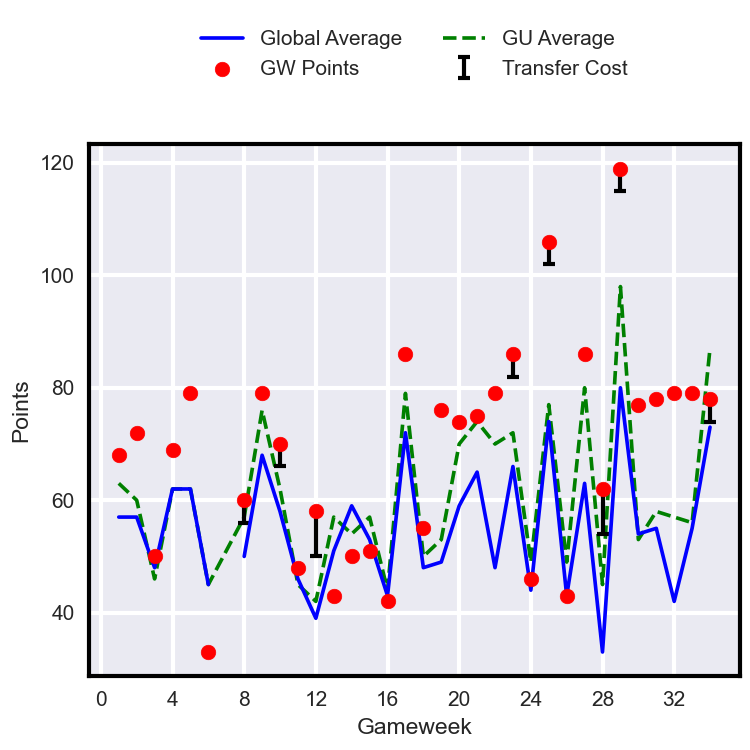 Global Average
GU Average
GW Points
Transfer Cost
120
100
80
60
40
Points
0 4 8 12 16 20 24 28 32
Gameweek